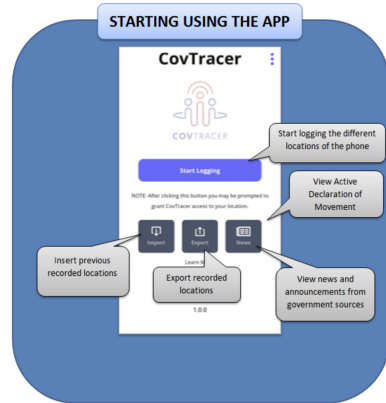 STARTING USING THE APP
CovTracer
COVTRACER
Start logging the different
locations of the phone
Start Logging
View Active
Declaration of
Movement
NOTE: After clicking this button you may be prompted to
grant CovTracer access to your location.
Import
Export
News
Insert previous
recorded locations
Learn
Export recorded
locations
View news and
announcements from
government sources
1.0.0